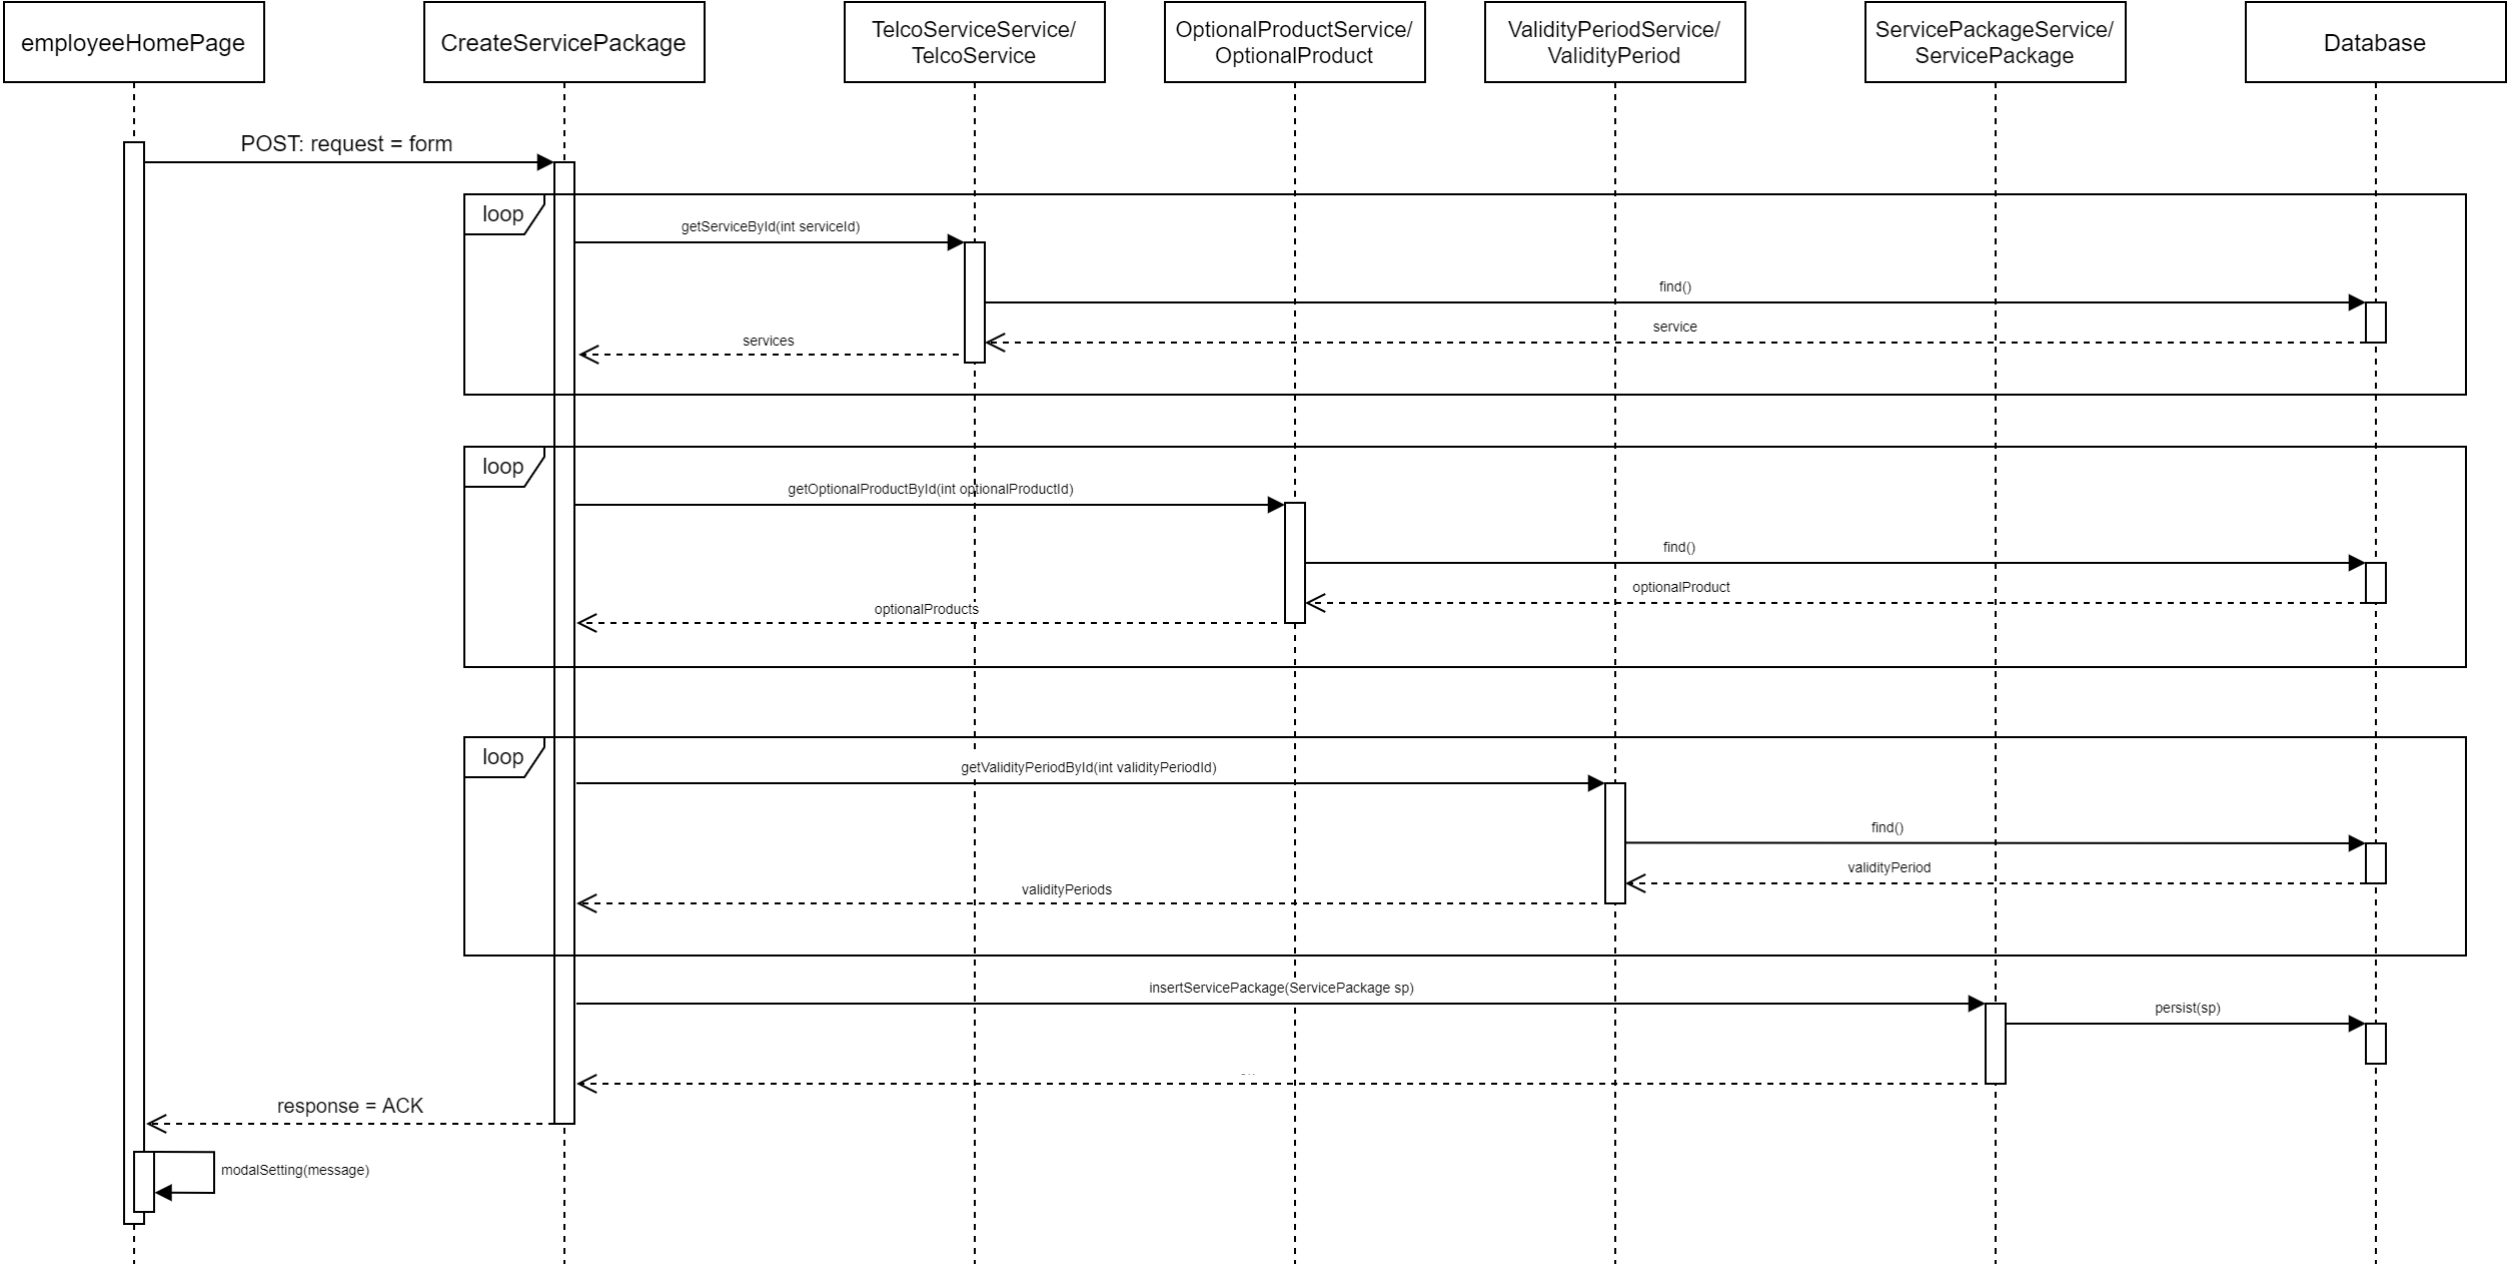 employeeHomePage
CreateServicePackage
TelcoServiceService/
TelcoService
OptionalProductService/
OptionalProduct
ValidityPeriodService/
ValidityPeriod
ServicePackageService/
ServicePackage
Database
POST: request = form
loop
getServiceById(int serviceId)
find()
service
services
loop
getOptionalProductById(int optionalProductId)
find()
optionalProduct
optionalProducts
loop
getValidityPeriodById(int validityPeriodId)
find()
validityPeriod
validityPeriods
insertServicePackage(ServicePackage sp)
persist(sp)
response = ACK
modalSetting(message)